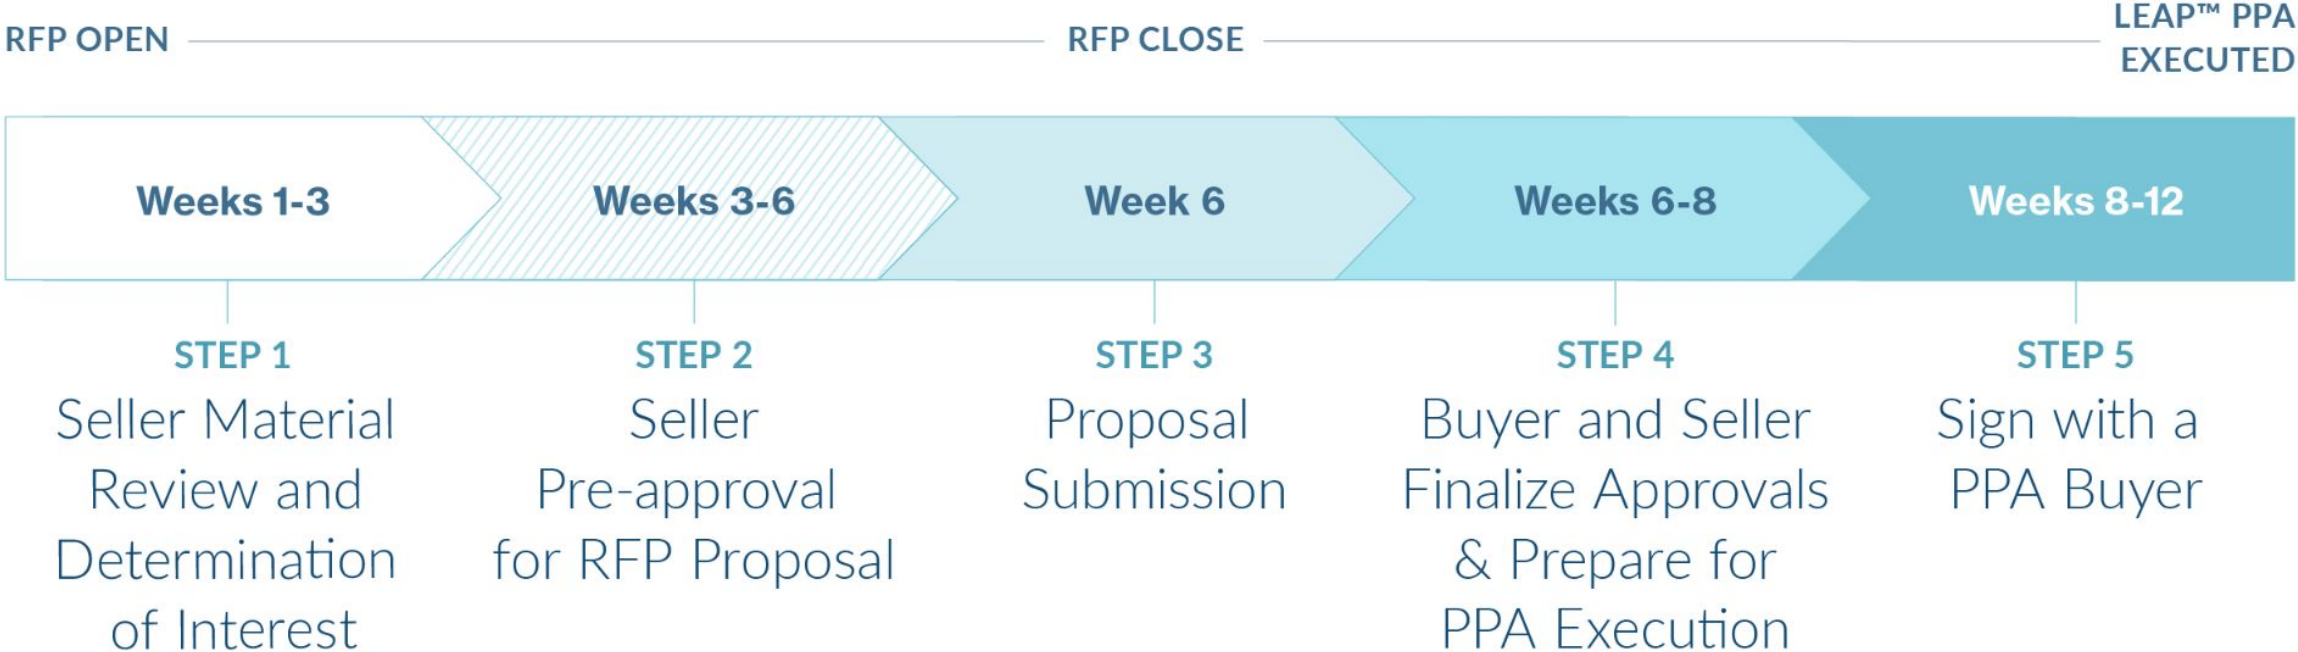 RFP OPEN
RFP CLOSE
LEAP™ PPA
EXECUTED
Weeks 1-3
Weeks 3-6
Week 6
Weeks 6-8
Weeks 8-12
STEP 1
Seller Material
Review and
Determination
of Interest
STEP 2
Seller
Pre-approval
for RFP Proposal
STEP 3
Proposal
Submission
STEP 4
Buyer and Seller
Finalize Approvals
& Prepare for
PPA Execution
STEP 5
Sign with a
PPA Buyer